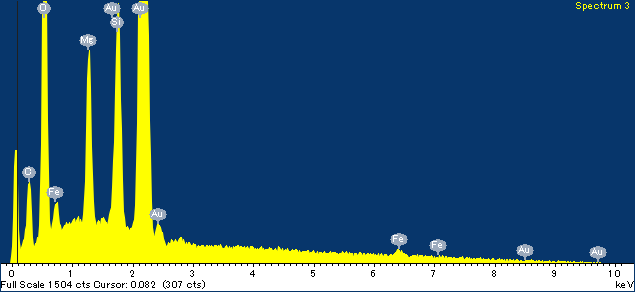 Spectrum 3
O Au Au
Si
Mg
O
Fe
Au
Fe Fe Au Au
0 1 2 3 4 5 6 7 8 9 10
Full Scale 1504 cts Cursor: 0.082 (307 cts) keV